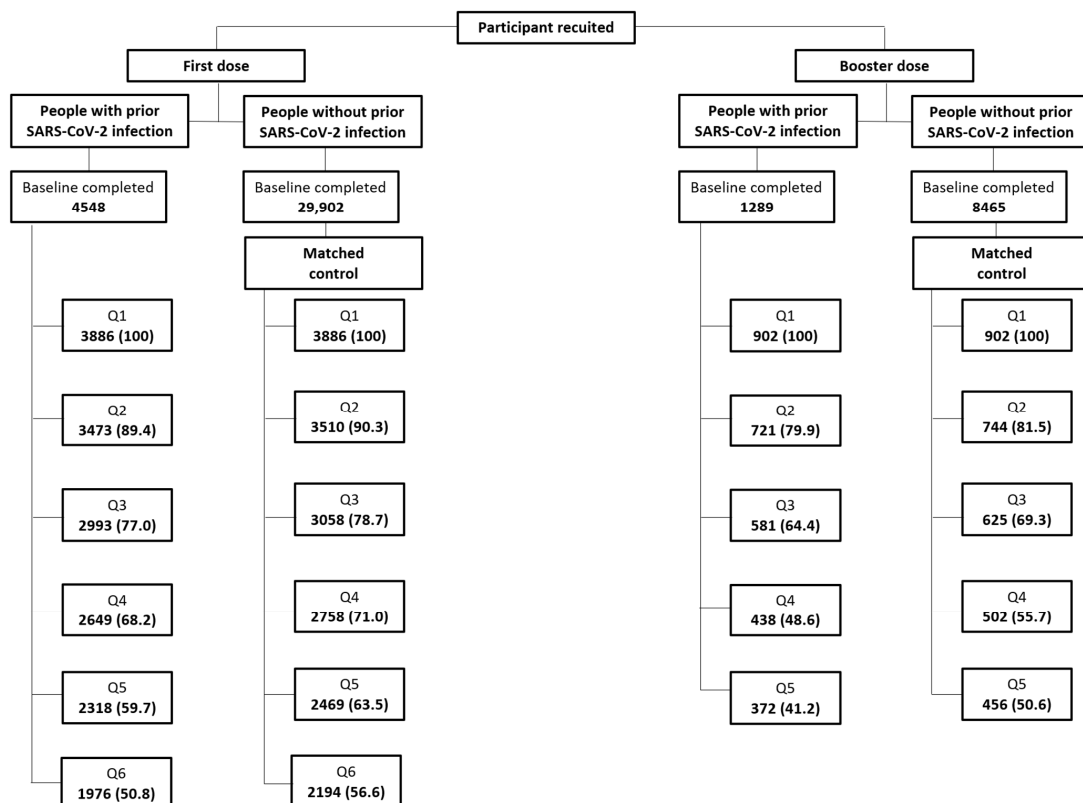 Participant recuited
First dose
Booster dose
People with prior
SARS-CoV-2 infection
People without prior
SARS-CoV-2 infection
People with prior
SARS-CoV-2 infection
People without prior
SARS-CoV-2 infection
Baseline completed
4548
Baseline completed
29,902
Baseline completed
1289
Baseline completed
8465
Matched
control
Matched
control
Q1
3886 (100)
Q1
3886 (100)
Q1
902 (100)
Q1
902 (100)
Q2
3473 (89.4)
Q2
3510 (90.3)
Q2
721 (79.9)
Q2
744 (81.5)
Q3
2993 (77.0)
Q3
3058 (78.7)
Q3
581 (64.4)
Q3
625 (69.3)
Q4
2649 (68.2)
Q4
2758 (71.0)
Q4
438 (48.6)
Q4
502 (55.7)
Q5
2318 (59.7)
Q5
2469 (63.5)
Q5
372 (41.2)
Q5
456 (50.6)
Q6
1976 (50.8)
Q6
2194 (56.6)